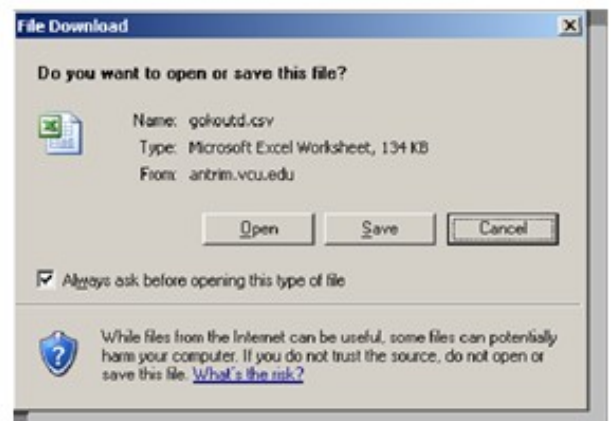 File Download
Do you want to open or save this file?
Name: gokoutd.csv
Type: Microsoft Excel Worksheet, 134 KB
From: antrim.vcu.edu
Open Save Cancel
Always ask before opening this type of file
While files from the Internet can be useful, some files can potentially
harm your computer. If you do not trust the source, do not open or
save this file. What's the risk?